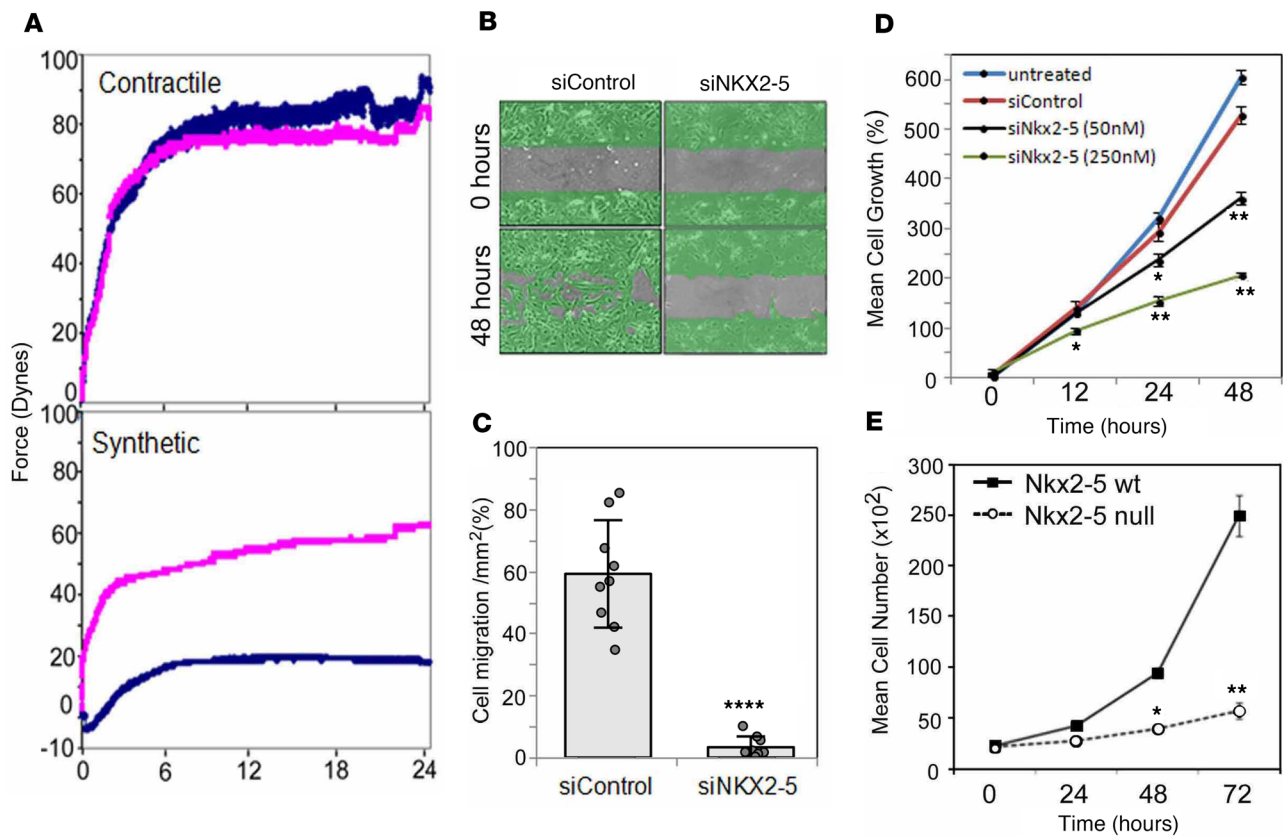 A
Force (Dynes)
100
80
60
40
20
0
Contractile
100
80
60
40
20
0
-10
Synthetic
0 6 12 18 24
B
siControl siNKX2-5
0 hours
48 hours
C
Cell migration /mm²(%)
100
80
60
40
20
0
****
siControl siNKX2-5
D
Mean Cell Growth (%)
600
500
400
300
200
100
0
untreated
siControl
siNkx2-5 (50nM)
siNkx2-5 (250nM)
**
*
**
**
*
0 12 24 48
Time (hours)
E
Mean Cell Number (x10²)
300
250
200
150
100
50
0
Nkx2-5 wt
Nkx2-5 null
**
*
0 24 48 72
Time (hours)